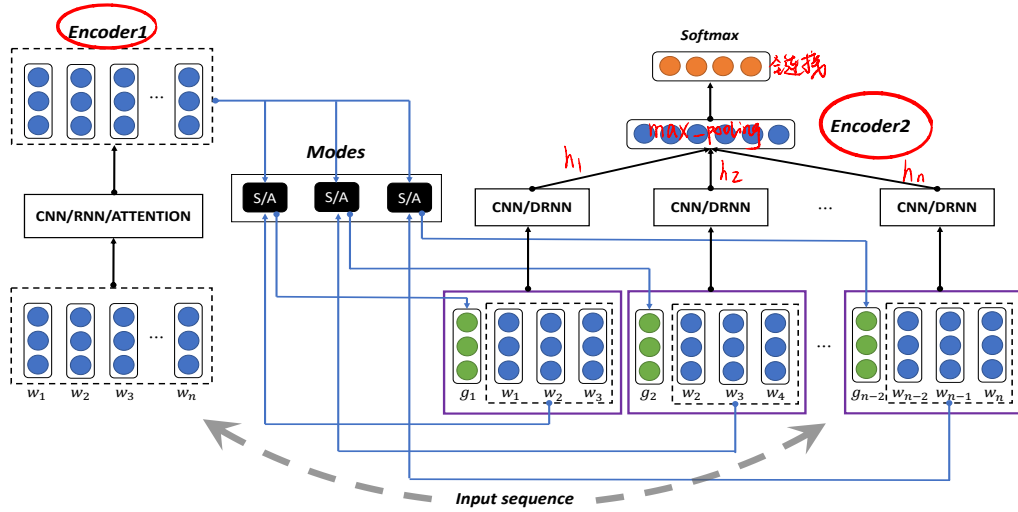 Encoder1
...
CNN/RNN/ATTENTION
...
w₁ w₂ w₃ wₙ
Modes
S/A S/A S/A
Softmax
全链接
max_pooling
Encoder2
h₁ h₂ hₙ
CNN/DRNN CNN/DRNN ... CNN/DRNN
...
g₁ w₁ w₂ w₃ g₂ w₂ w₃ w₄ gₙ₋₂ wₙ₋₂ wₙ₋₁ wₙ
Input sequence